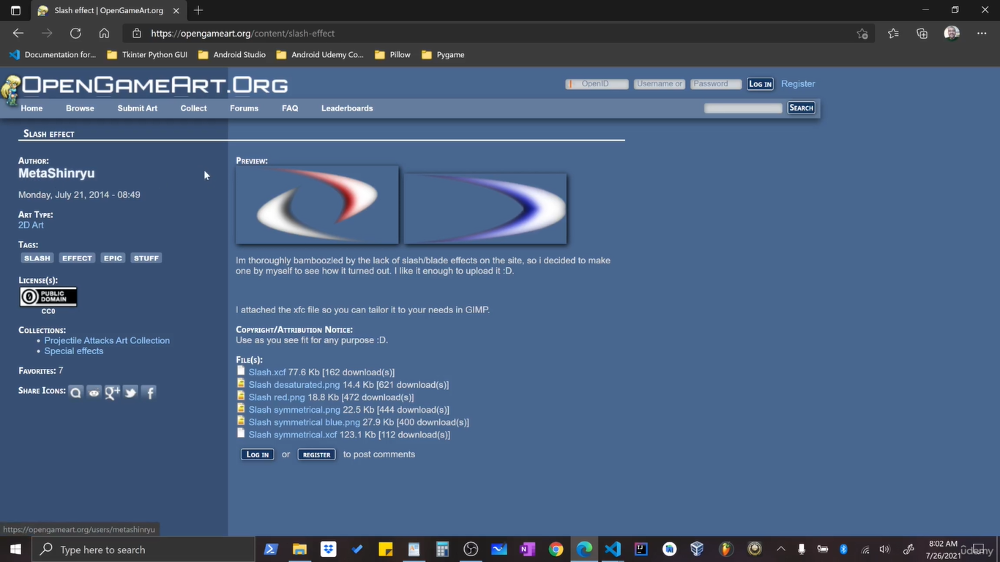 Slash effect | OpenGameArt.org
https://opengameart.org/content/slash-effect
Documentation for... Tkinter Python GUI Android Studio Android Udemy Co... Pillow Pygame
OPENGAMEART.ORG
OpenID Username or Password LOG IN Register
Home Browse Submit Art Collect Forums FAQ Leaderboards SEARCH
SLASH EFFECT
AUTHOR:
MetaShinryu
Monday, July 21, 2014 - 08:49
ART TYPE:
2D Art
TAGS:
SLASH EFFECT EPIC STUFF
LICENSE(S):
PUBLIC DOMAIN
CC0
COLLECTIONS:
Projectile Attacks Art Collection
Special effects
FAVORITES: 7
SHARE ICONS:
PREVIEW:
Im thoroughly bamboozled by the lack of slash/blade effects on the site, so i decided to make
one by myself to see how it turned out. I like it enough to upload it :D.
I attached the xfc file so you can tailor it to your needs in GIMP.
COPYRIGHT/ATTRIBUTION NOTICE:
Use as you see fit for any purpose :D.
FILE(S):
Slash.xcf 77.6 Kb [162 download(s)]
Slash desaturated.png 14.4 Kb [621 download(s)]
Slash red.png 18.8 Kb [472 download(s)]
Slash symmetrical.png 22.5 Kb [444 download(s)]
Slash symmetrical blue.png 27.9 Kb [400 download(s)]
Slash symmetrical.xcf 123.1 Kb [112 download(s)]
LOG IN or REGISTER to post comments
https://opengameart.org/users/metashinryu
Type here to search
8:02 AM
7/26/2021
udemy